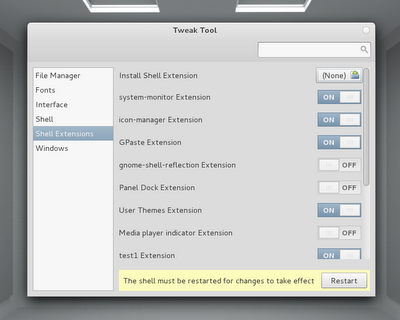 Tweak Tool
File Manager
Fonts
Interface
Shell
Shell Extensions
Windows
Install Shell Extension (None)
system-monitor Extension ON
icon-manager Extension ON
GPaste Extension ON
gnome-shell-reflection Extension OFF
Panel Dock Extension OFF
User Themes Extension ON
Media player indicator Extension OFF
test1 Extension ON
The shell must be restarted for changes to take effect Restart